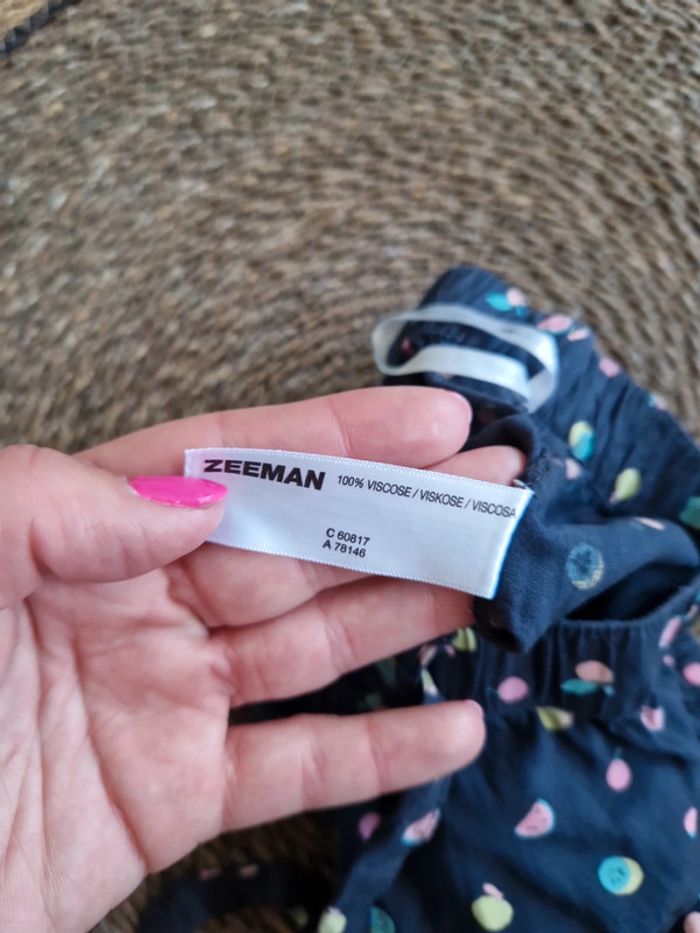 ZEEMAN 100% VISCOSE / VISKOSE / VISCOSA
C 60817
A 78146